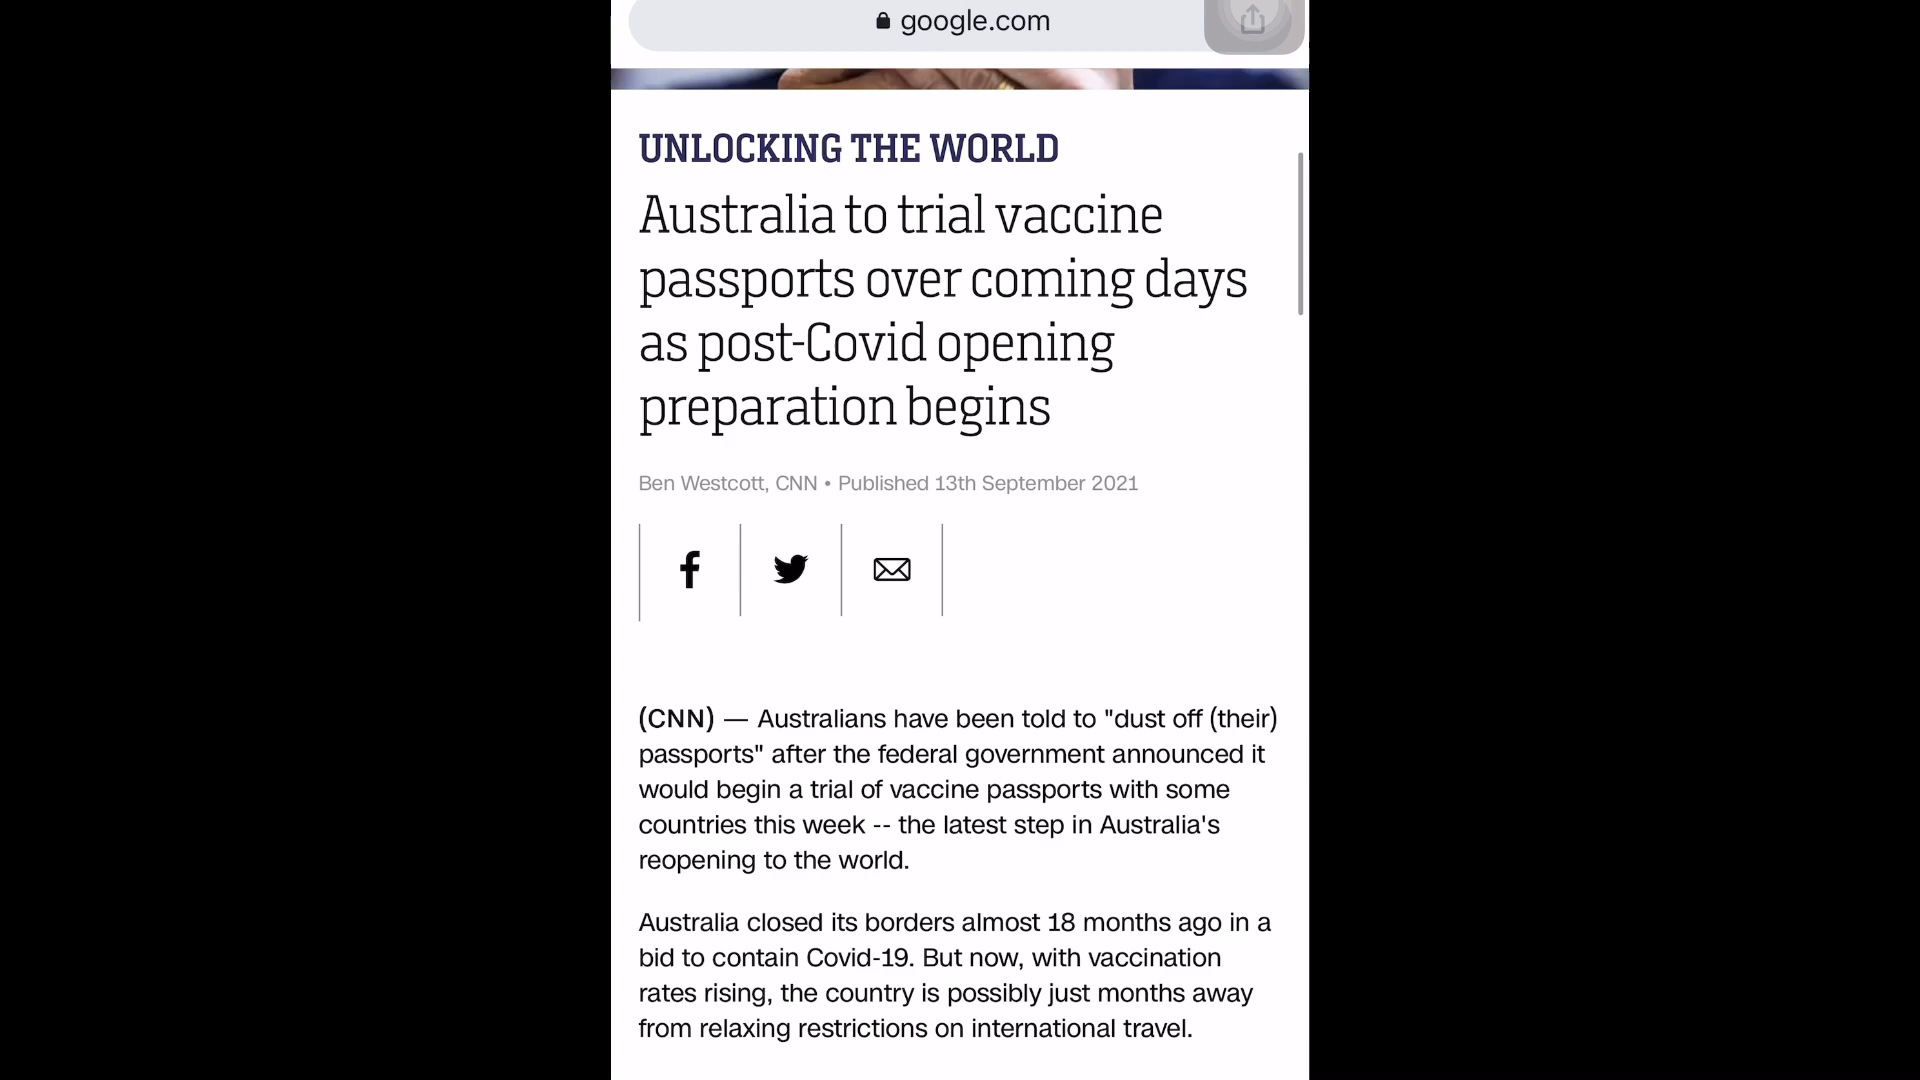 google.com
UNLOCKING THE WORLD
Australia to trial vaccine
passports over coming days
as post-Covid opening
preparation begins
Ben Westcott, CNN • Published 13th September 2021
(CNN) — Australians have been told to "dust off (their)
passports" after the federal government announced it
would begin a trial of vaccine passports with some
countries this week -- the latest step in Australia's
reopening to the world.
Australia closed its borders almost 18 months ago in a
bid to contain Covid-19. But now, with vaccination
rates rising, the country is possibly just months away
from relaxing restrictions on international travel.